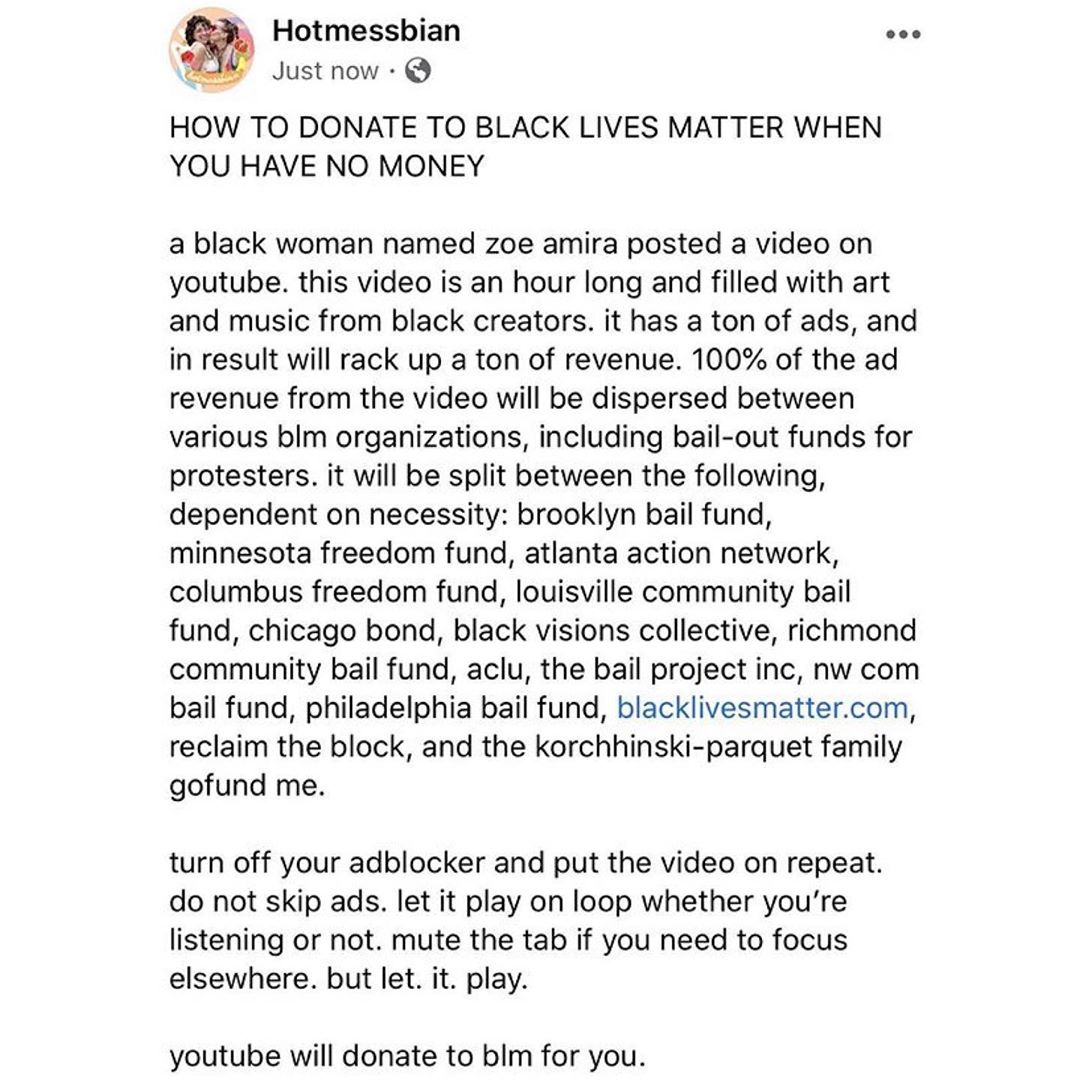 Hotmessbian
Just now ·
HOW TO DONATE TO BLACK LIVES MATTER WHEN
YOU HAVE NO MONEY
a black woman named zoe amira posted a video on
youtube. this video is an hour long and filled with art
and music from black creators. it has a ton of ads, and
in result will rack up a ton of revenue. 100% of the ad
revenue from the video will be dispersed between
various blm organizations, including bail-out funds for
protesters. it will be split between the following,
dependent on necessity: brooklyn bail fund,
minnesota freedom fund, atlanta action network,
columbus freedom fund, louisville community bail
fund, chicago bond, black visions collective, richmond
community bail fund, aclu, the bail project inc, nw com
bail fund, philadelphia bail fund, blacklivesmatter.com,
reclaim the block, and the korchhinski-parquet family
gofund me.
turn off your adblocker and put the video on repeat.
do not skip ads. let it play on loop whether you're
listening or not. mute the tab if you need to focus
elsewhere. but let. it. play.
youtube will donate to blm for you.